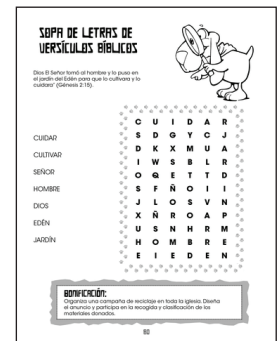 SOPA DE LETRAS DE
VERSÍCULOS BÍBLICOS
Dios El Señor tomó al hombre y lo puso en
el jardín del Edén para que lo cultivara y lo
cuidara" (Génesis 2:15).
CUIDAR
CULTIVAR
SEÑOR
HOMBRE
DIOS
EDÉN
JARDÍN
C U I D A R
S D G Y C J
D K X M U A
I W S B L R
O Q E T T D
S F Ñ O I I
J L O S V N
X Ñ R O A P
U S N H R M
H O M B R E
E I E D E N
BONIFICACIÓN:
Organiza una campaña de reciclaje en toda la iglesia. Diseña
el anuncio y participa en la recogida y clasificación de los
materiales donados.